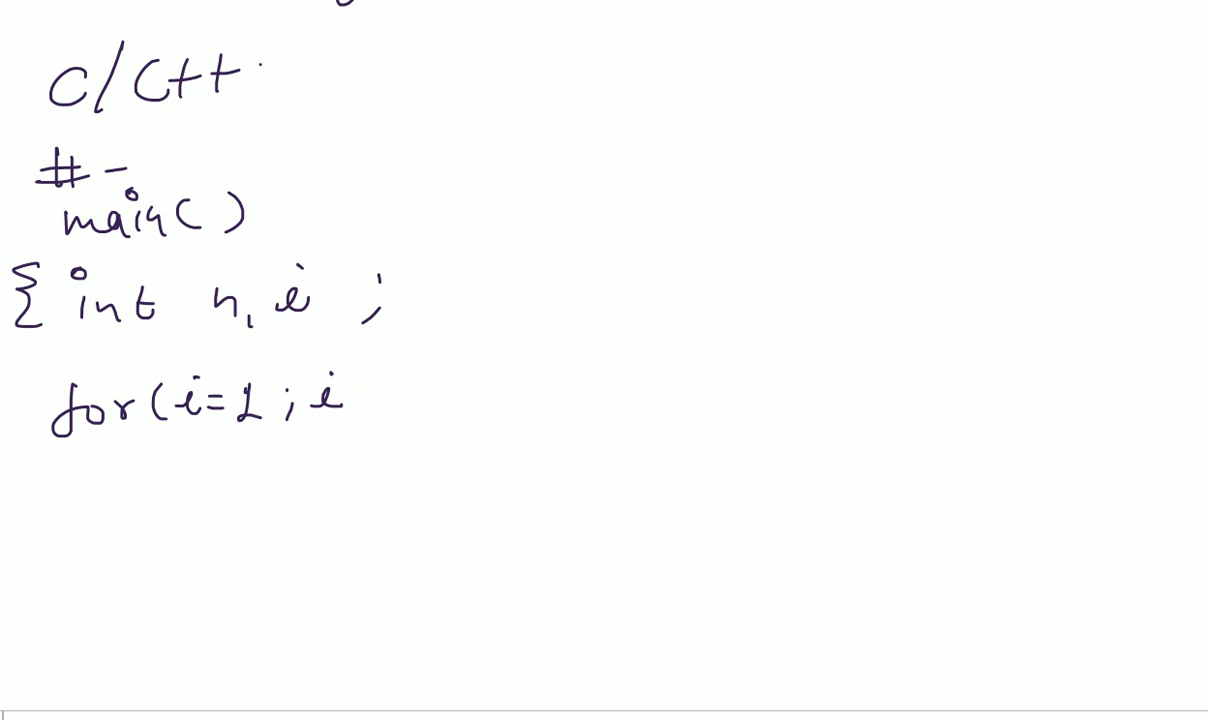 C/C++
# -
main( )
{ int n, i ;
for(i=1 ; i